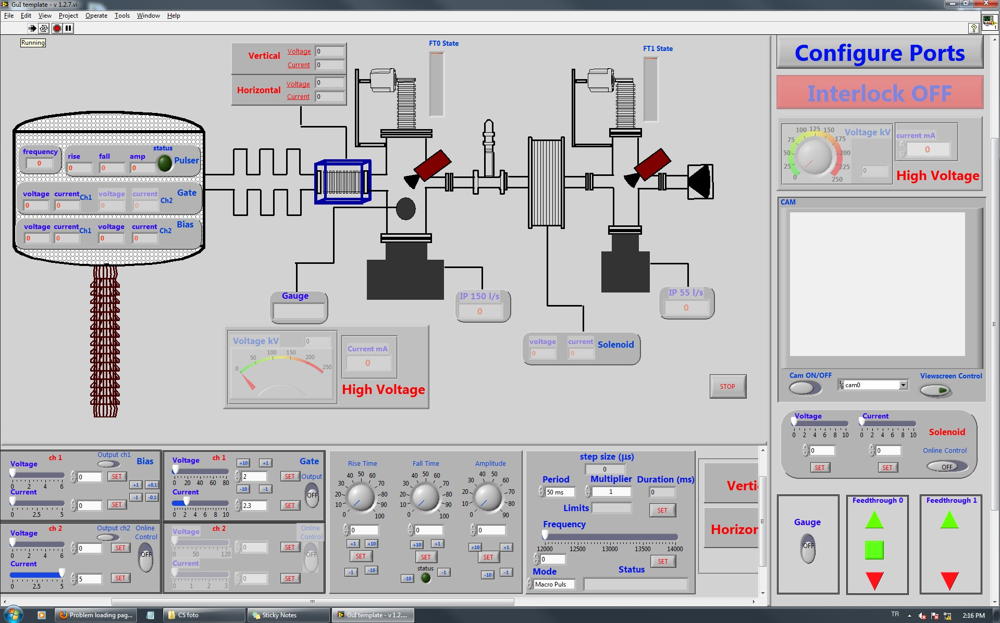 GuI template - v 1.2.7.vi
File Edit View Project Operate Tools Window Help
Running
Vertical
Voltage 0
Current 0
Horizontal
Voltage 0
Current 0
FT0 State
FT1 State
frequency
0
rise fall amp status
0 0 0
Pulser
voltage current Ch1 voltage current Ch2 Gate
0 0 0 0
voltage current Ch1 voltage current Ch2 Bias
0 0 0 0
Gauge
IP 150 l/s
0
IP 55 l/s
0
Voltage kV 0
0 50 100 150 200 250
Current mA
0
High Voltage
voltage current Solenoid
0 0
STOP
Configure Ports
Interlock OFF
0 25 50 75 100 125 150 175 200 225 250
Voltage kV
0
current mA
0
High Voltage
CAM
Cam ON/OFF
cam0
Viewscreen Control
Voltage Current
0 2 4 6 8 10 0 2 4 6 8 10
Solenoid
0 0
Online Control
SET SET OFF
Gauge
OFF
Feedthrough 0
Feedthrough 1
ch 1 Output ch1 Bias
Voltage
0 SET
0 2 4 6
+1 +0.1
-1 -0.1
Current
0 SET
0 2.5 5
ch 2 Output ch2 Online Control
Voltage
0 SET OFF
0 2 4 6
Current
5 SET
0 2.5 5
Voltage ch 1 +10 +1 Gate
2 SET Output
0 20 40 60 80
-10 -1 OFF
Current
2.3 SET
0 2 4 6 8 10
Voltage ch 2 Online Control
0 SET OFF
0 50 120
Current
0 SET
0 1 2 3
Rise Time
0 10 20 30 40 50 60 70 80 90 100
0
+1 +10
SET
-1 -10
Fall Time
0 10 20 30 40 50 60 70 80 90 100
0
+10 +1
SET
status
-10 -1
Amplitude
0 10 20 30 40 50 60 70 80 90
0
+10 +1
SET
-10 -1
step size (µs)
0
Period Multiplier Duration (ms)
50 ms 1 0
Limits SET
Frequency
12000 12500 13000 13500 14000
0 SET
Mode Status
Macro Puls
Verti
Horizor
Problem loading pag... CS foto Sticky Notes GuI template - v 1.2.... TR 2:16 PM